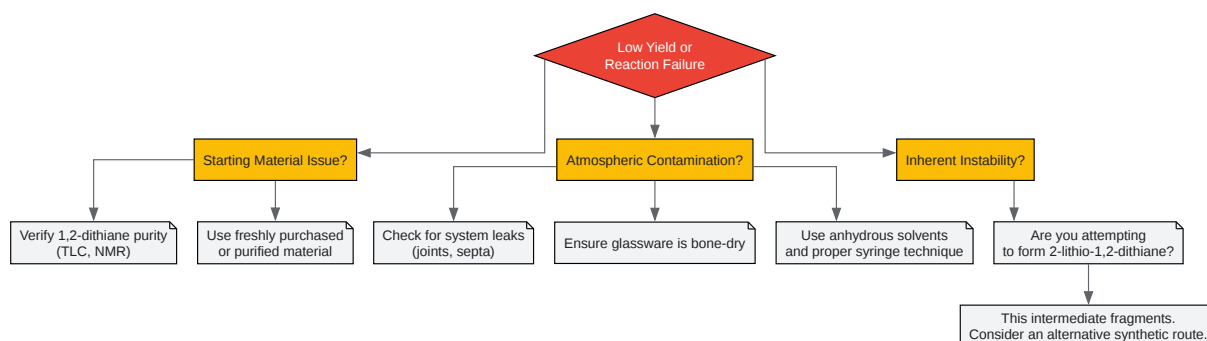 Low Yield or
Reaction Failure
Starting Material Issue?
Atmospheric Contamination?
Inherent Instability?
Verify 1,2-dithiane purity
(TLC, NMR)
Use freshly purchased
or purified material
Check for system leaks
(joints, septa)
Ensure glassware is bone-dry
Use anhydrous solvents
and proper syringe technique
Are you attempting
to form 2-lithio-1,2-dithiane?
This intermediate fragments.
Consider an alternative synthetic route.